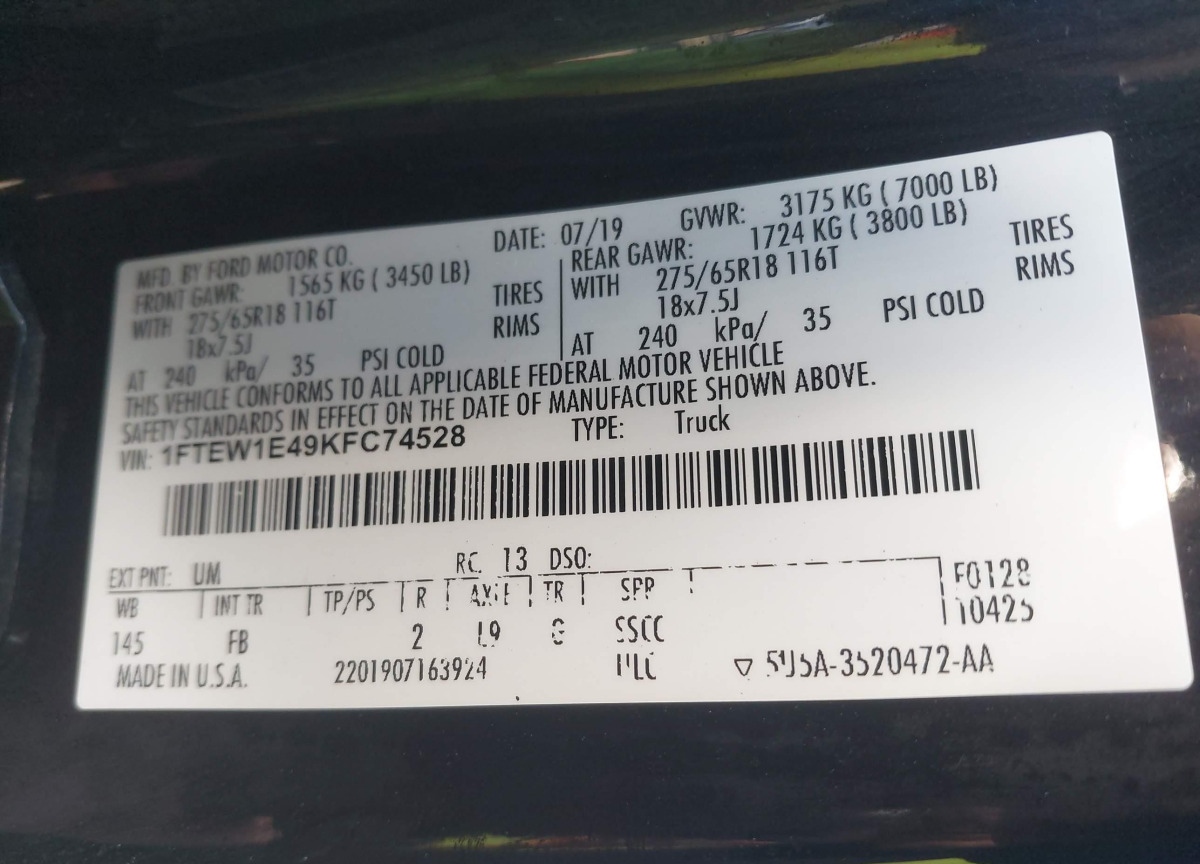 MFD. BY FORD MOTOR CO. DATE: 07/19 GVWR: 3175 KG ( 7000 LB)
FRONT GAWR: 1565 KG ( 3450 LB) REAR GAWR: 1724 KG ( 3800 LB)
WITH 275/65R18 116T TIRES WITH 275/65R18 116T TIRES
18x7.5J RIMS 18x7.5J RIMS
AT 240 kPa/ 35 PSI COLD AT 240 kPa/ 35 PSI COLD
THIS VEHICLE CONFORMS TO ALL APPLICABLE FEDERAL MOTOR VEHICLE
SAFETY STANDARDS IN EFFECT ON THE DATE OF MANUFACTURE SHOWN ABOVE.
VIN: 1FTEW1E49KFC74528 TYPE: Truck
EXT PNT: UM RC: 13 DSO: F0128
WB INT TR TP/PS R AXLE TR SPR 10425
145 FB 2 L9 G SSCC
MADE IN U.S.A. 2201907163924